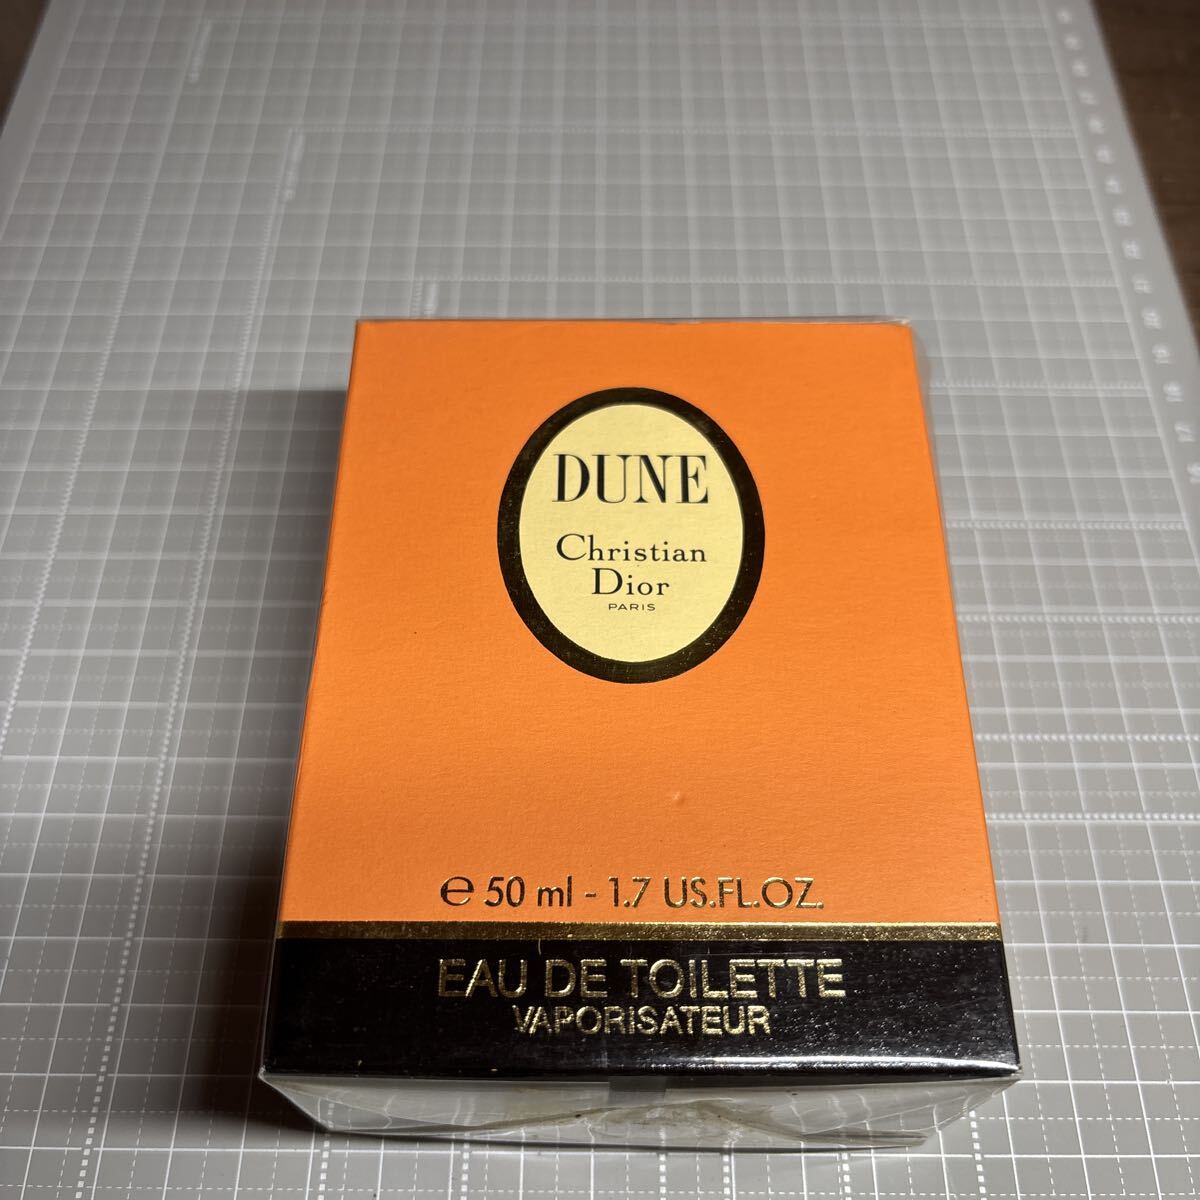 DUNE
Christian
Dior
PARIS
℮ 50 ml - 1.7 US.FL.OZ.
EAU DE TOILETTE
VAPORISATEUR